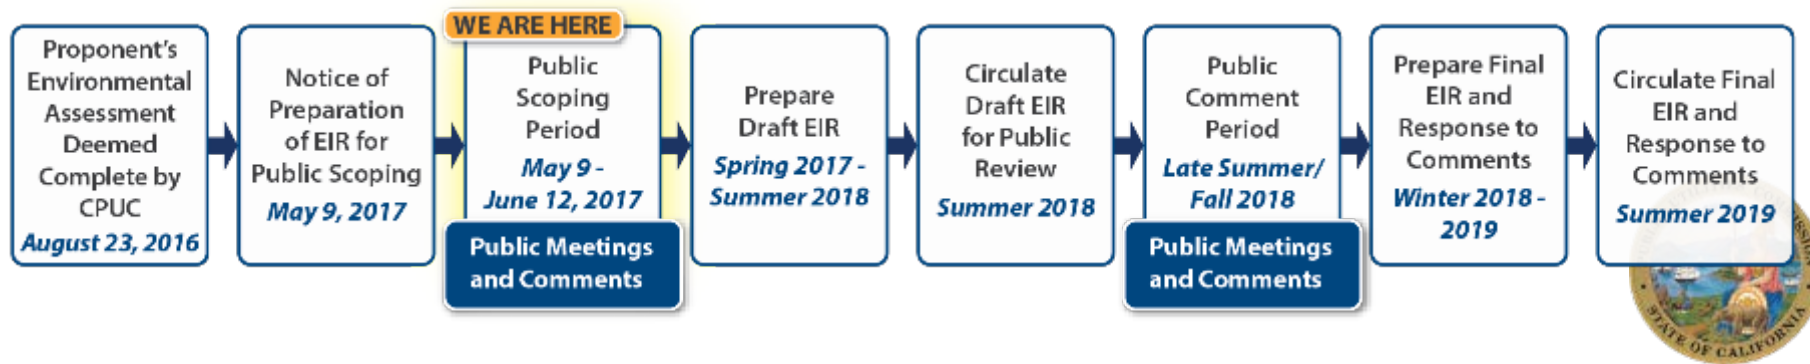 Proponent's
Environmental
Assessment
Deemed
Complete by
CPUC
August 23, 2016
Notice of
Preparation
of EIR for
Public Scoping
May 9, 2017
WE ARE HERE
Public
Scoping
Period
May 9 -
June 12, 2017
Public Meetings
and Comments
Prepare
Draft EIR
Spring 2017 -
Summer 2018
Circulate
Draft EIR
for Public
Review
Summer 2018
Public
Comment
Period
Late Summer/
Fall 2018
Public Meetings
and Comments
Prepare Final
EIR and
Response to
Comments
Winter 2018 -
2019
Circulate Final
EIR and
Response to
Comments
Summer 2019
STATE OF CALIFORNIA